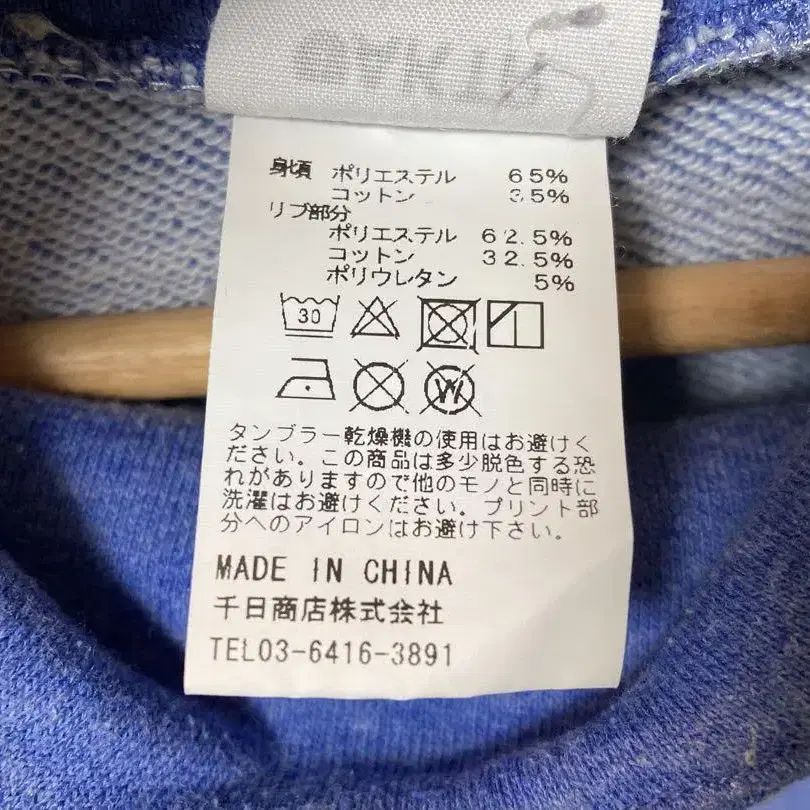 身頃 ポリエステル 65%
コットン 35%
リブ部分
ポリエステル 62.5%
コットン 32.5%
ポリウレタン 5%
30
W
タンブラー乾燥機の使用はお避けく
ださい。この商品は多少脱色する恐
れがありますので他のモノと同時に
洗濯はお避けください。プリント部
分へのアイロンはお避け下さい。
MADE IN CHINA
千日商店株式会社
TEL03-6416-3891